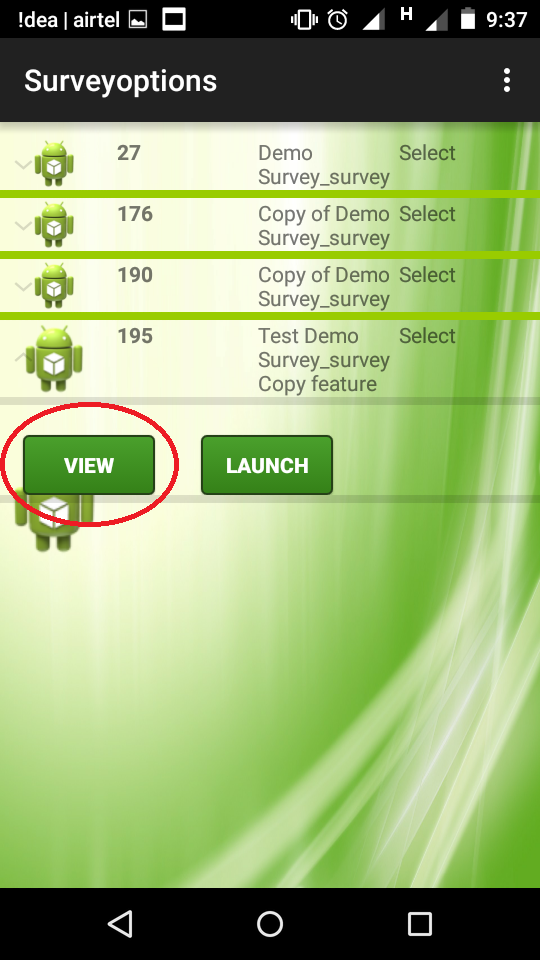 !dea | airtel H 9:37
Surveyoptions
27 Demo Select
Survey_survey
176 Copy of Demo Select
Survey_survey
190 Copy of Demo Select
Survey_survey
195 Test Demo Select
Survey_survey
Copy feature
VIEW LAUNCH